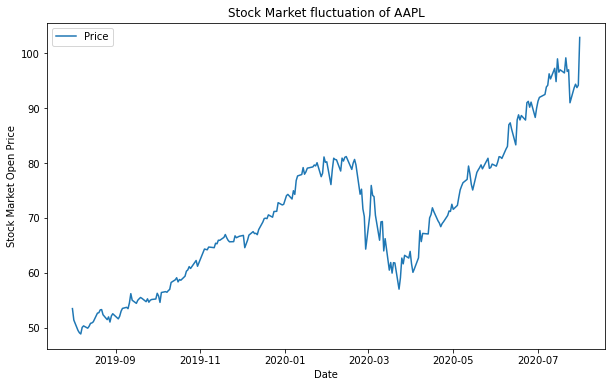 Stock Market fluctuation of AAPL
Price
Stock Market Open Price
100
90
80
70
60
50
2019-09 2019-11 2020-01 2020-03 2020-05 2020-07
Date